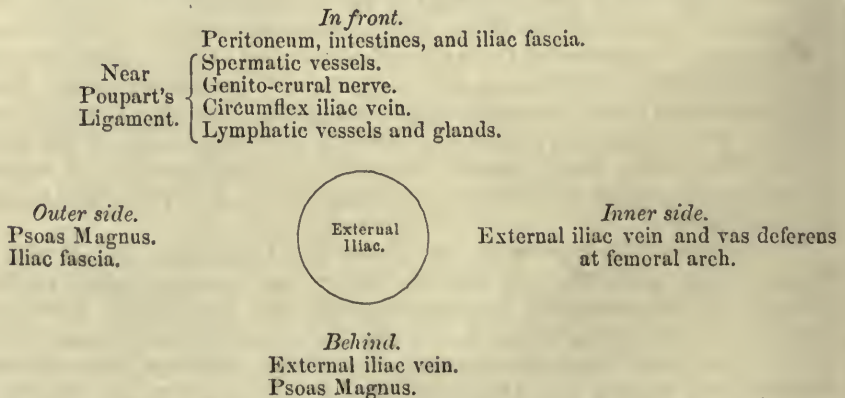 In front.
Peritoneum, intestines, and iliac fascia.
Near
Poupart's
Ligament.
Spermatic vessels.
Genito-crural nerve.
Circumflex iliac vein.
Lymphatic vessels and glands.
Outer side.
Psoas Magnus.
Iliac fascia.
External
Iliac.
Inner side.
External iliac vein and vas deferens
at femoral arch.
Behind.
External iliac vein.
Psoas Magnus.